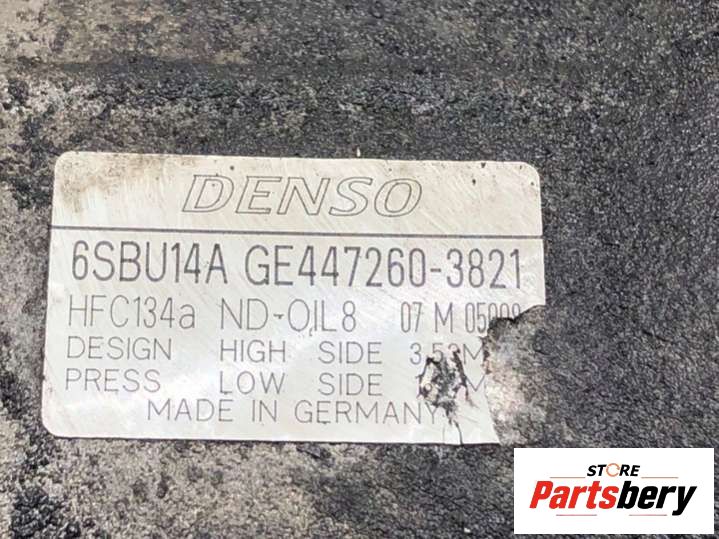 DENSO
6SBU14A GE447260-3821
HFC134a ND-OIL8 07 M
DESIGN HIGH SIDE
PRESS LOW SIDE
MADE IN GERMANY
STORE
Partsbery